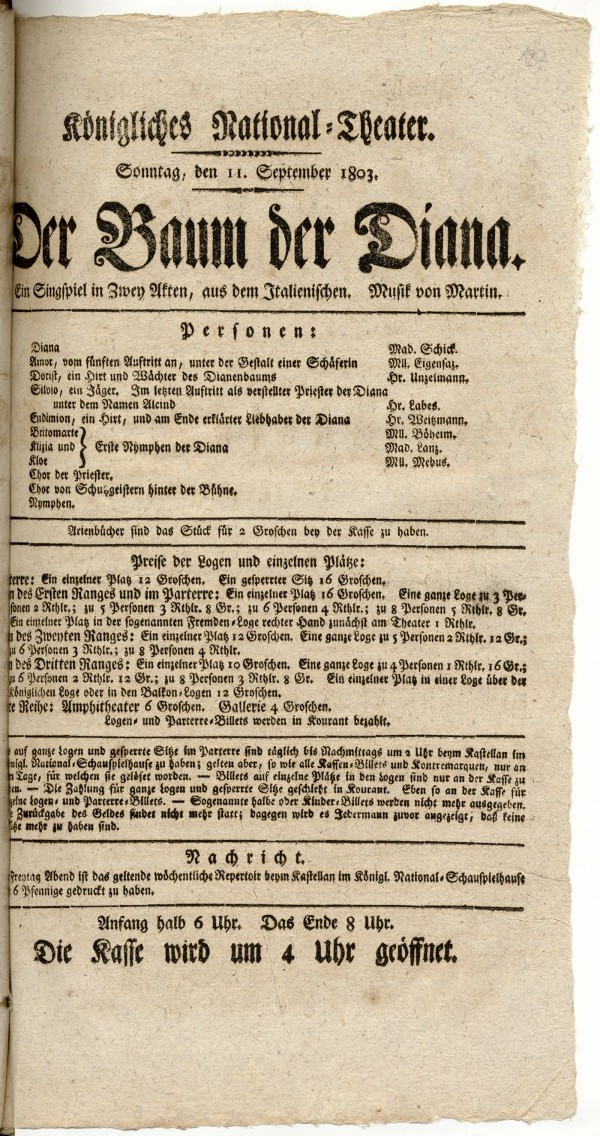 Königliches National-Theater.
Sonntag, den 11. September 1803.
Der Baum der Diana.
Ein Singspiel in Zwey Akten, aus dem Italienischen. Musik von Martin.
Personen:
Diana Mad. Schick.
Amor, vom fünften Auftritt an, unter der Gestalt einer Schäferin Mll. Eigensaz.
Dorist, ein Hirt und Wächter des Dianenbaums Hr. Unzelmann.
Silvio, ein Jäger. Im letzten Auftritt als verstellter Priester der Diana
unter dem Namen Alcind Hr. Labes.
Endimion, ein Hirt, und am Ende erklärter Liebhaber der Diana Hr. Weitzmann.
Britomarte Mll. Böheim.
Klizia und } Erste Nymphen der Diana Mad. Lanz.
Kloe Mll. Mebus.
Chor der Priester.
Chor von Schutzgeistern hinter der Bühne.
Nymphen.
Arienbücher sind das Stück für 2 Groschen bey der Kasse zu haben.
Preise der Logen und einzelnen Plätze:
terre: Ein einzelner Platz 12 Groschen. Ein gesperrter Sitz 16 Groschen.
n des Ersten Ranges und im Parterre: Ein einzelner Platz 16 Groschen. Eine ganze Loge zu 3 Per-
sonen 2 Rthlr.; zu 5 Personen 3 Rthlr. 8 Gr.; zu 6 Personen 4 Rthlr.; zu 8 Personen 5 Rthlr. 8 Gr.
Ein einzelner Platz in der sogenannten Fremden-Loge rechter Hand zunächst am Theater 1 Rthlr.
n des Zweyten Ranges: Ein einzelner Platz 12 Groschen. Eine ganze Loge zu 5 Personen 2 Rthlr. 12 Gr.;
zu 6 Personen 3 Rthlr.; zu 8 Personen 4 Rthlr.
n des Dritten Ranges: Ein einzelner Platz 10 Groschen. Eine ganze Loge zu 4 Personen 1 Rthlr. 16 Gr.;
zu 6 Personen 2 Rthlr. 12 Gr.; zu 8 Personen 3 Rthlr. 8 Gr. Ein einzelner Platz in einer Loge über der
Königlichen Loge oder in den Balkon-Logen 12 Groschen.
te Reihe: Amphitheater 6 Groschen. Gallerie 4 Groschen.
Logen- und Parterre-Billets werden in Kourant bezahlt.
auf ganze Logen und gesperrte Sitze im Parterre sind täglich bis Nachmittags um 2 Uhr beym Kastellan im
nigl. National-Schauspielhause zu haben; gelten aber, so wie alle Kassen-Billets und Kontremarquen, nur an
n Tage, für welchen sie gelöset worden. — Billets auf einzelne Plätze in den Logen sind nur an der Kasse zu
en. — Die Zahlung für ganze Logen und gesperrte Sitze geschieht in Kourant. Eben so an der Kasse für
zelne Logen- und Parterre-Billets. — Sogenannte halbe oder Kinder-Billets werden nicht mehr ausgegeben.
e Zurückgabe des Geldes findet nicht mehr statt; dagegen wird es Jedermann zuvor angezeigt, daß keine
tze mehr zu haben sind.
Nachricht.
Freytag Abend ist das geltende wöchentliche Repertoir beym Kastellan im Königl. National-Schauspielhause
6 Pfennige gedruckt zu haben.
Anfang halb 6 Uhr. Das Ende 8 Uhr.
Die Kasse wird um 4 Uhr geöffnet.